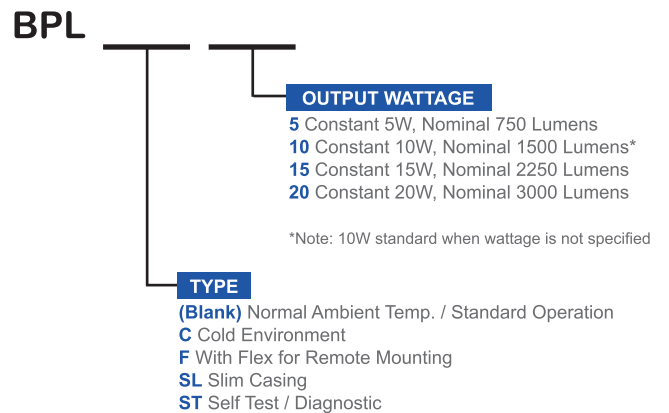 BPL
OUTPUT WATTAGE
5 Constant 5W, Nominal 750 Lumens
10 Constant 10W, Nominal 1500 Lumens*
15 Constant 15W, Nominal 2250 Lumens
20 Constant 20W, Nominal 3000 Lumens
*Note: 10W standard when wattage is not specified
TYPE
(Blank) Normal Ambient Temp. / Standard Operation
C Cold Environment
F With Flex for Remote Mounting
SL Slim Casing
ST Self Test / Diagnostic